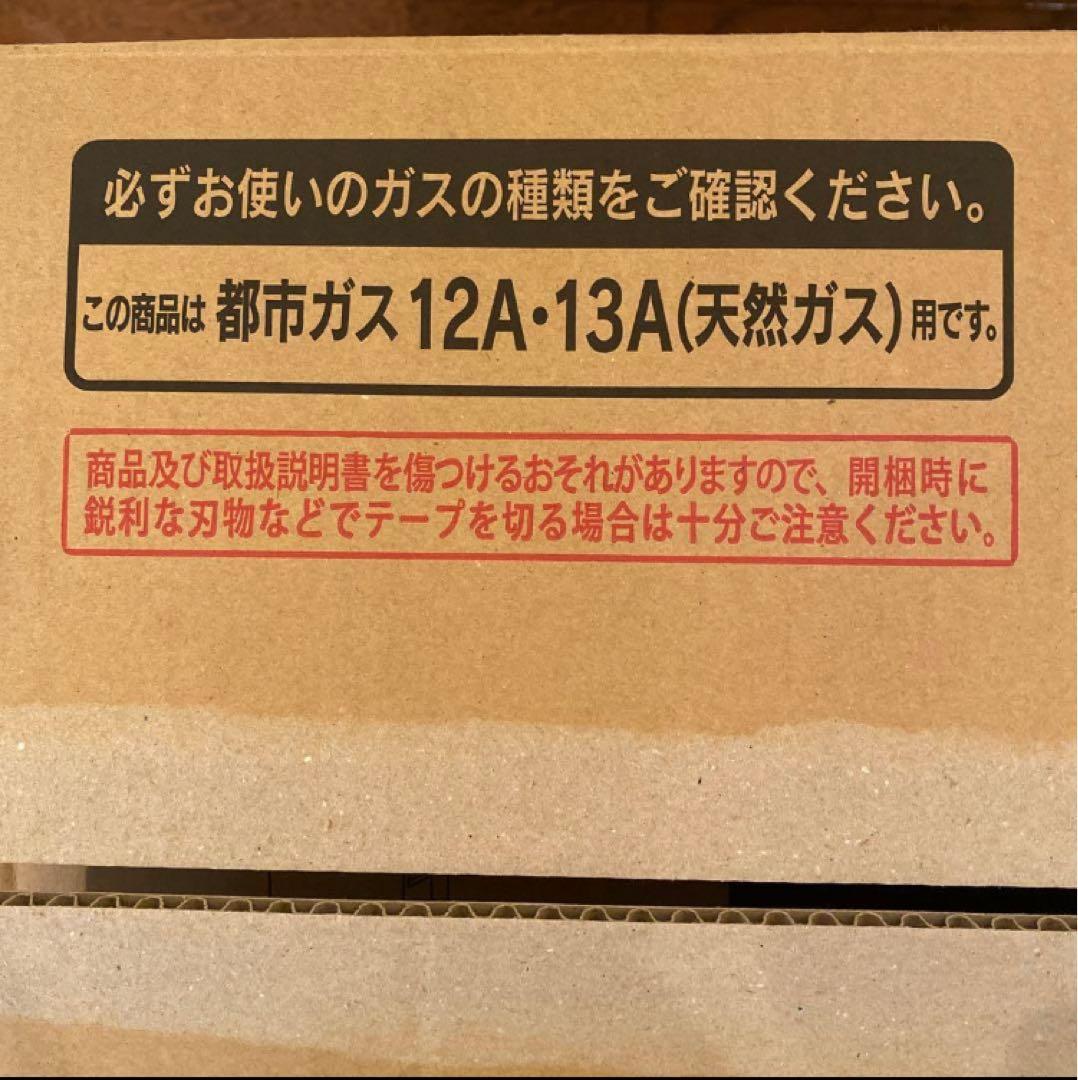 必ずお使いのガスの種類をご確認ください。
この商品は 都市ガス12A・13A(天然ガス)用です。
商品及び取扱説明書を傷つけるおそれがありますので、開梱時に
鋭利な刃物などでテープを切る場合は十分ご注意ください。